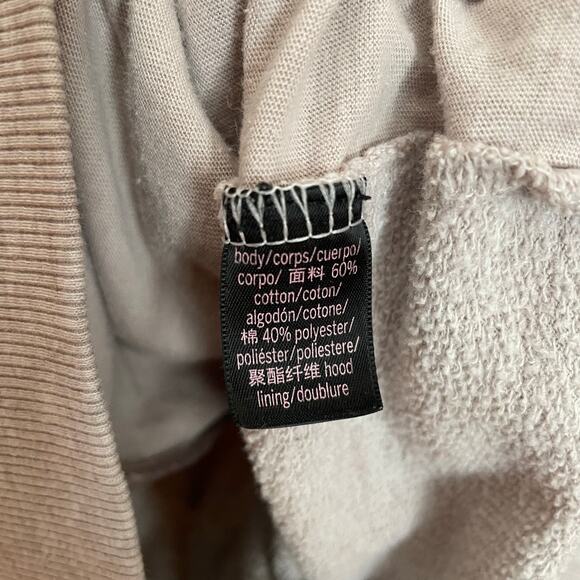 body/corps/cuerpo/
corpo/ 面料 60%
cotton/coton/
algodón/cotone/
棉 40% polyester/
poliéster/poliestere/
聚酯纤维 hood
lining/doublure